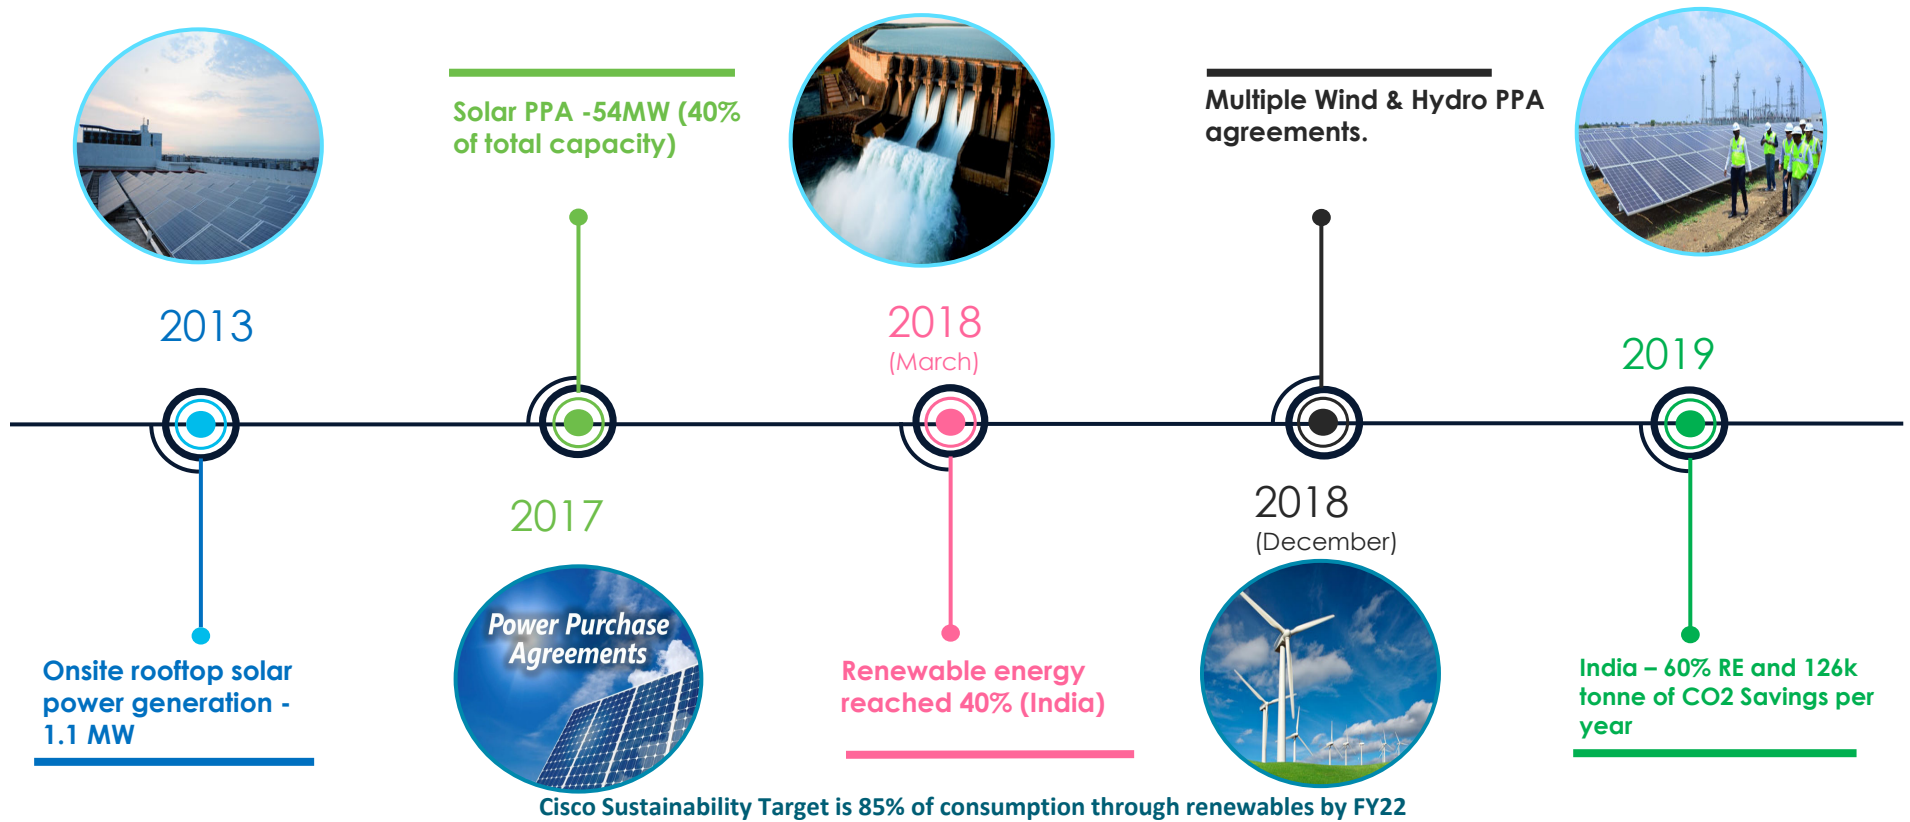 2013
Onsite rooftop solar
power generation -
1.1 MW
Solar PPA -54MW (40%
of total capacity)
2017
Power Purchase
Agreements
2018
(March)
Renewable energy
reached 40% (India)
Multiple Wind & Hydro PPA
agreements.
2018
(December)
2019
India – 60% RE and 126k
tonne of CO2 Savings per
year
Cisco Sustainability Target is 85% of consumption through renewables by FY22